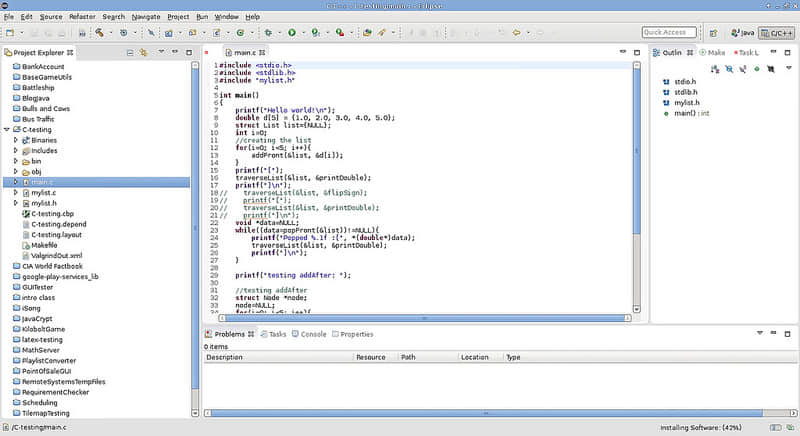 File Edit Source Refactor Search Navigate Project Run Window Help
Quick Access
Java
C/C++
Project Explorer
BankAccount
BaseGameUtils
Battleship
BlogJava
Bulls and Cows
Bus Traffic
C-testing
Binaries
Includes
bin
obj
main.c
mylist.c
mylist.h
C-testing.cbp
C-testing.depend
C-testing.layout
Makefile
ValgrindOut.xml
CIA World Factbook
google-play-services_lib
GUITester
intro class
iSong
JavaCrypt
KloboltGame
latex-testing
MathServer
PlaylistConverter
PointOfSaleGUI
RemoteSystemsTempFiles
RequirementChecker
Scheduling
TilemapTesting
main.c
1 #include <stdio.h>
2 #include <stdlib.h>
3 #include "mylist.h"
4
5 int main()
6 {
7 printf("Hello world!\n");
8 double d[5] = {1.0, 2.0, 3.0, 4.0, 5.0};
9 struct List list={NULL};
10 int i=0;
11 //creating the list
12 for(i=0; i<5; i++){
13 addFront(&list, &d[i]);
14 }
15 printf("[");
16 traverseList(&list, &printDouble);
17 printf("]\n");
18 // traverseList(&list, &flipSign);
19 // printf("[");
20 // traverseList(&list, &printDouble);
21 // printf("]\n");
22 void *data=NULL;
23 while((data=popFront(&list))!=NULL){
24 printf("Popped %.1f :[", *(double*)data);
25 traverseList(&list, &printDouble);
26 printf("]\n");
27 }
28
29 printf("testing addAfter: ");
30
31 //testing addAfter
32 struct Node *node;
33 node=NULL;
34 for(i=0; i<5; i++){
Outlin
Make
Task L
stdio.h
stdlib.h
mylist.h
main() : int
Problems
Tasks
Console
Properties
0 items
Description Resource Path Location Type
/C-testing/main.c
Installing Software: (42%)